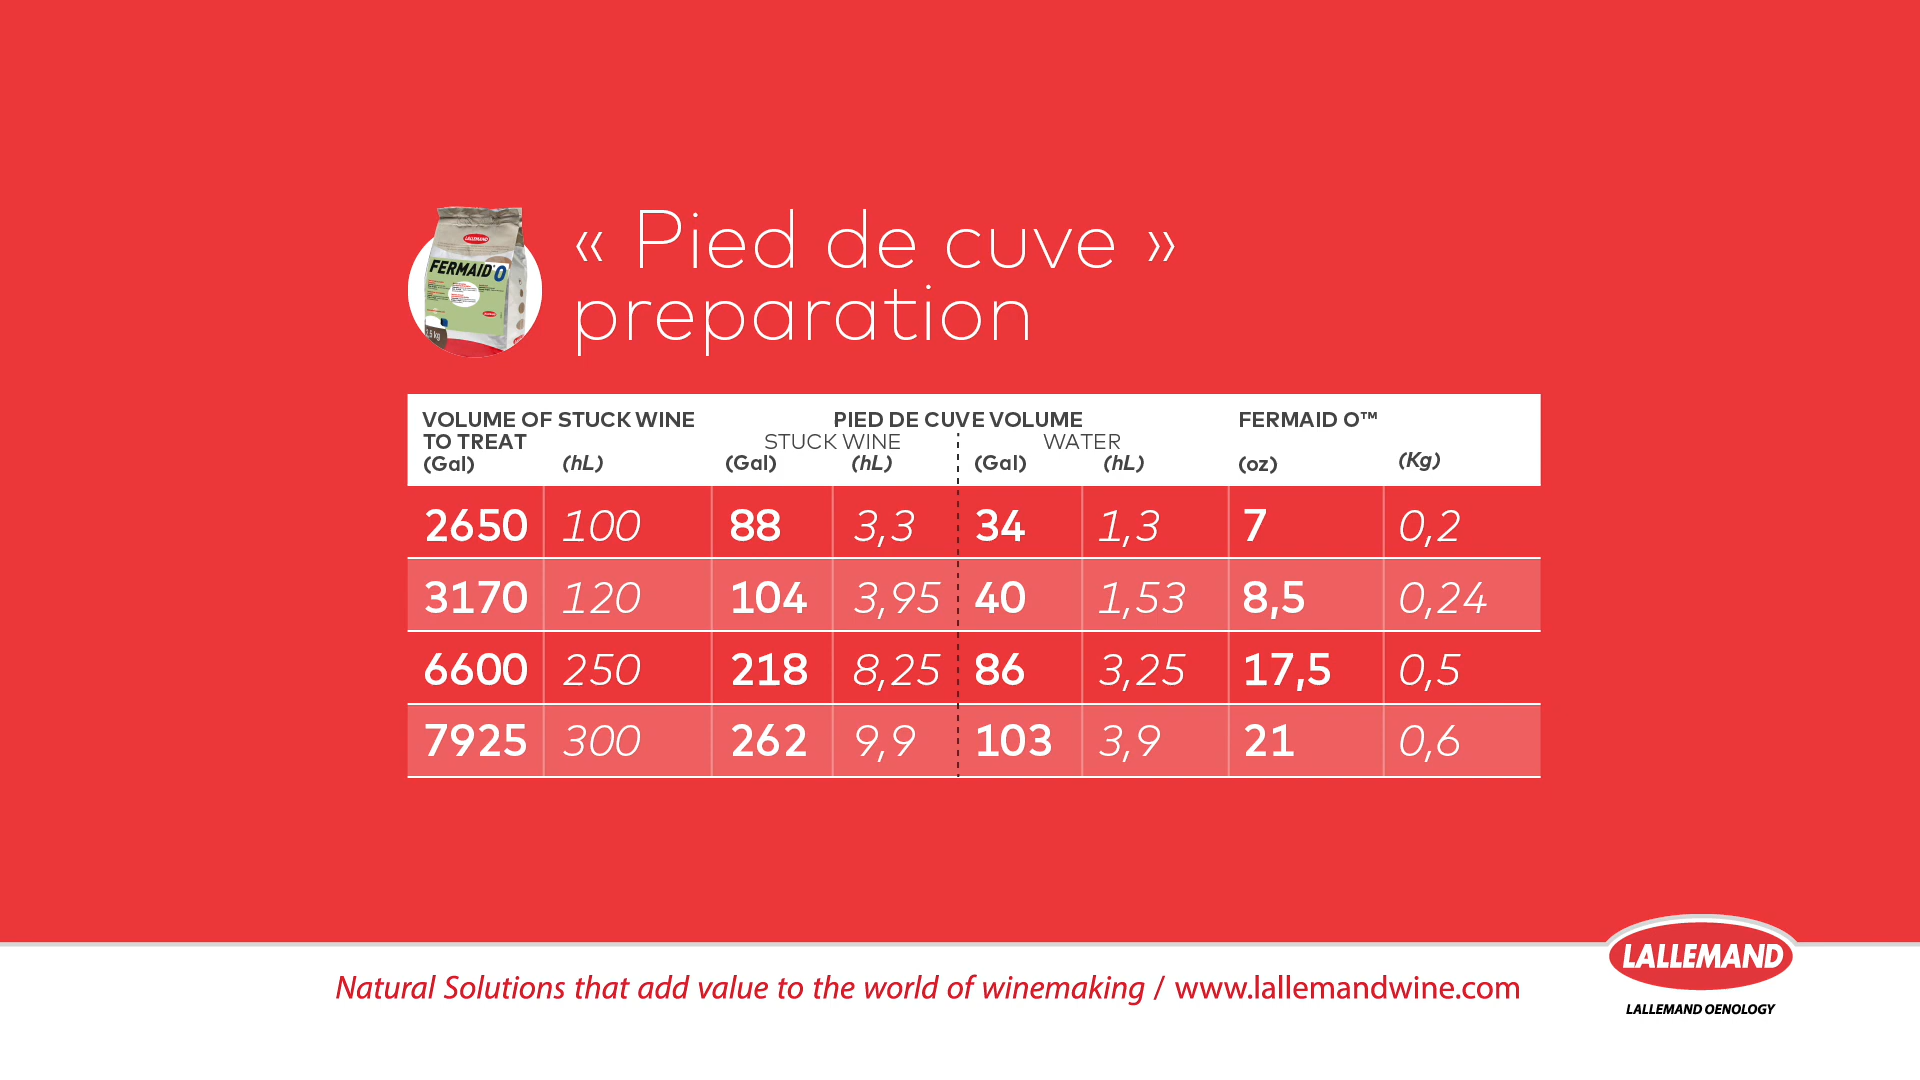 « Pied de cuve »
preparation
LALLEMAND
FERMAID O
VOLUME OF STUCK WINE PIED DE CUVE VOLUME FERMAID O™
TO TREAT STUCK WINE WATER
(Gal) (hL) (Gal) (hL) (Gal) (hL) (oz) (Kg)
2650 100 88 3,3 34 1,3 7 0,2
3170 120 104 3,95 40 1,53 8,5 0,24
6600 250 218 8,25 86 3,25 17,5 0,5
7925 300 262 9,9 103 3,9 21 0,6
Natural Solutions that add value to the world of winemaking / www.lallemandwine.com
LALLEMAND
LALLEMAND OENOLOGY